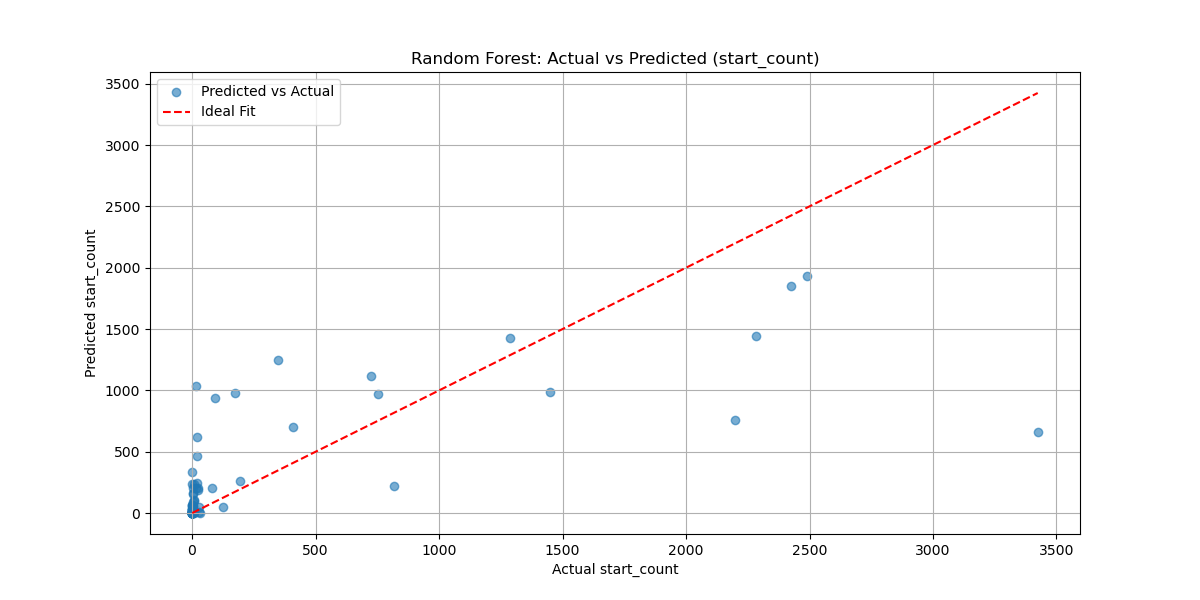 Random Forest: Actual vs Predicted (start_count)
Predicted vs Actual
Ideal Fit
Predicted start_count
3500
3000
2500
2000
1500
1000
500
0
0 500 1000 1500 2000 2500 3000 3500
Actual start_count